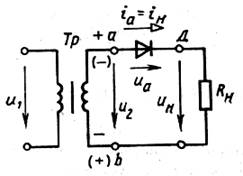 iа = iн
Тр
+ а
Д
(−)
uа
Rн
u1
u2
uн
−
(+) b